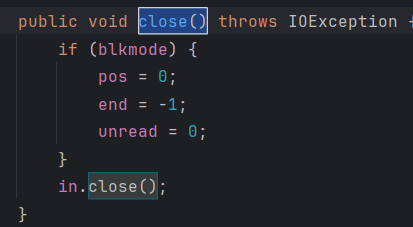 public void close() throws IOException {
    if (blkmode) {
        pos = 0;
        end = -1;
        unread = 0;
    }
    in.close();
}